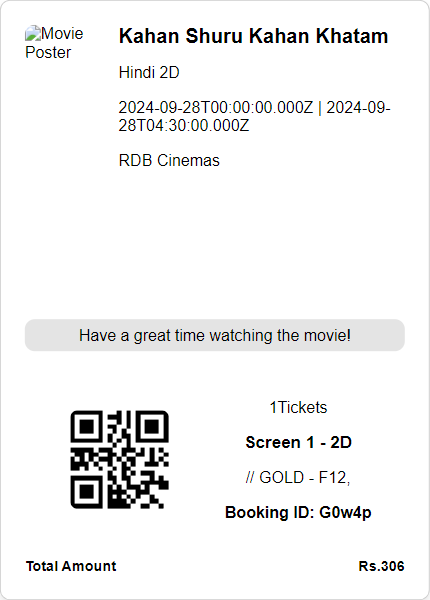 Movie
Poster
Kahan Shuru Kahan Khatam
Hindi 2D
2024-09-28T00:00:00.000Z | 2024-09-
28T04:30:00.000Z
RDB Cinemas
Have a great time watching the movie!
1Tickets
Screen 1 - 2D
// GOLD - F12,
Booking ID: G0w4p
Total Amount Rs.306